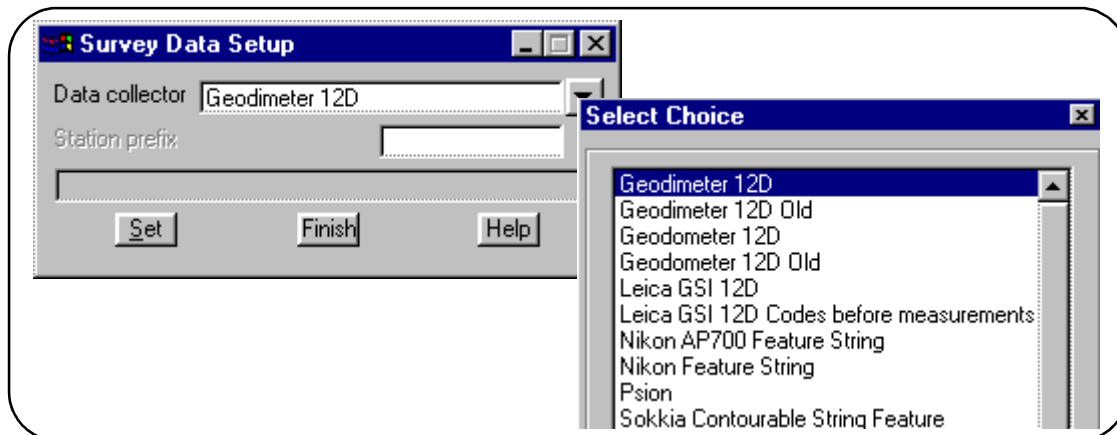 Survey Data Setup
Data collector Geodimeter 12D
Station prefix
Set Finish Help
Select Choice
Geodimeter 12D
Geodimeter 12D Old
Geodometer 12D
Geodometer 12D Old
Leica GSI 12D
Leica GSI 12D Codes before measurements
Nikon AP700 Feature String
Nikon Feature String
Psion
Sokkia Contourable String Feature